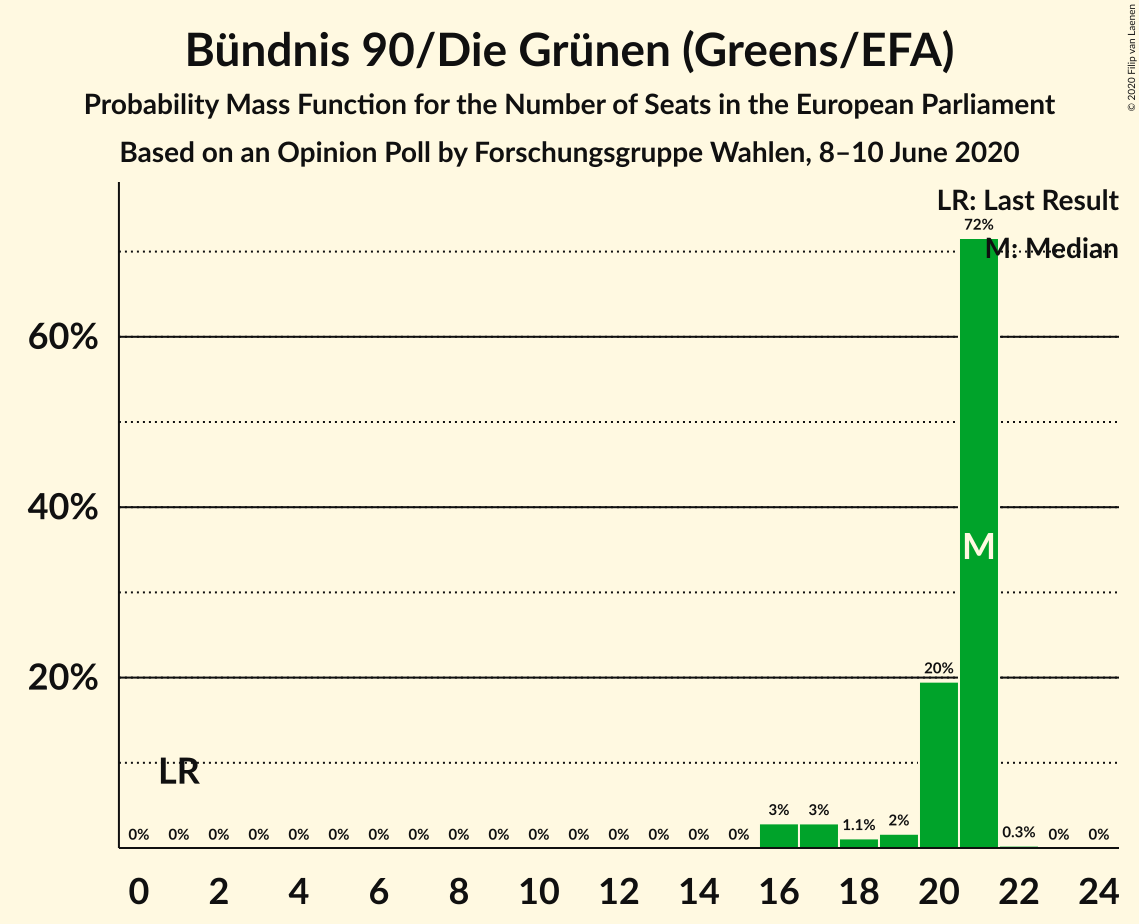 Bündnis 90/Die Grünen (Greens/EFA)
Probability Mass Function for the Number of Seats in the European Parliament
Based on an Opinion Poll by Forschungsgruppe Wahlen, 8–10 June 2020
© 2020 Filip van Laenen
LR: Last Result
72%
M: Median
60%
40%
M
20%
20%
LR
0% 0% 0% 0% 0% 0% 0% 0% 0% 0% 0% 0% 0% 0% 0% 0% 3% 3% 1.1% 2% 0.3% 0% 0%
0 2 4 6 8 10 12 14 16 18 20 22 24